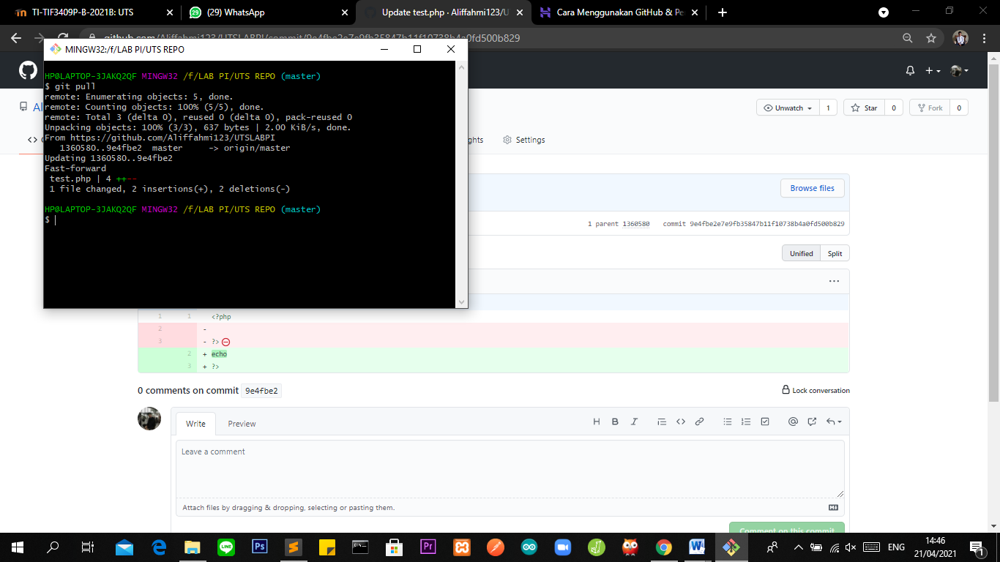 TI-TIF3409P-B-2021B: UTS
(29) WhatsApp
Update test.php · Aliffahmi123/U
Cara Menggunakan GitHub & Pe
github.com/Aliffahmi123/UTSLABPI/commit/9e4fbe2e7e9fb35847b11f10738b4a0fd500b829
MINGW32:/f/LAB PI/UTS REPO
HP@LAPTOP-3JAKQ2QF MINGW32 /f/LAB PI/UTS REPO (master)
$ git pull
remote: Enumerating objects: 5, done.
remote: Counting objects: 100% (5/5), done.
remote: Total 3 (delta 0), reused 0 (delta 0), pack-reused 0
Unpacking objects: 100% (3/3), 637 bytes | 2.00 KiB/s, done.
From https://github.com/Aliffahmi123/UTSLABPI
1360580..9e4fbe2  master     -> origin/master
Updating 1360580..9e4fbe2
Fast-forward
test.php | 4 ++--
1 file changed, 2 insertions(+), 2 deletions(-)
HP@LAPTOP-3JAKQ2QF MINGW32 /f/LAB PI/UTS REPO (master)
$
Al
Unwatch 1 Star 0 Fork 0
ghts Settings
Browse files
1 parent 1360580 commit 9e4fbe2e7e9fb35847b11f10738b4a0fd500b829
Unified Split
1 1 <?php
2 -
3 - ?>
2 + echo
3 + ?>
0 comments on commit 9e4fbe2
Lock conversation
Write Preview
Leave a comment
Attach files by dragging & dropping, selecting or pasting them.
Comment on this commit
ENG
14:46
21/04/2021
1